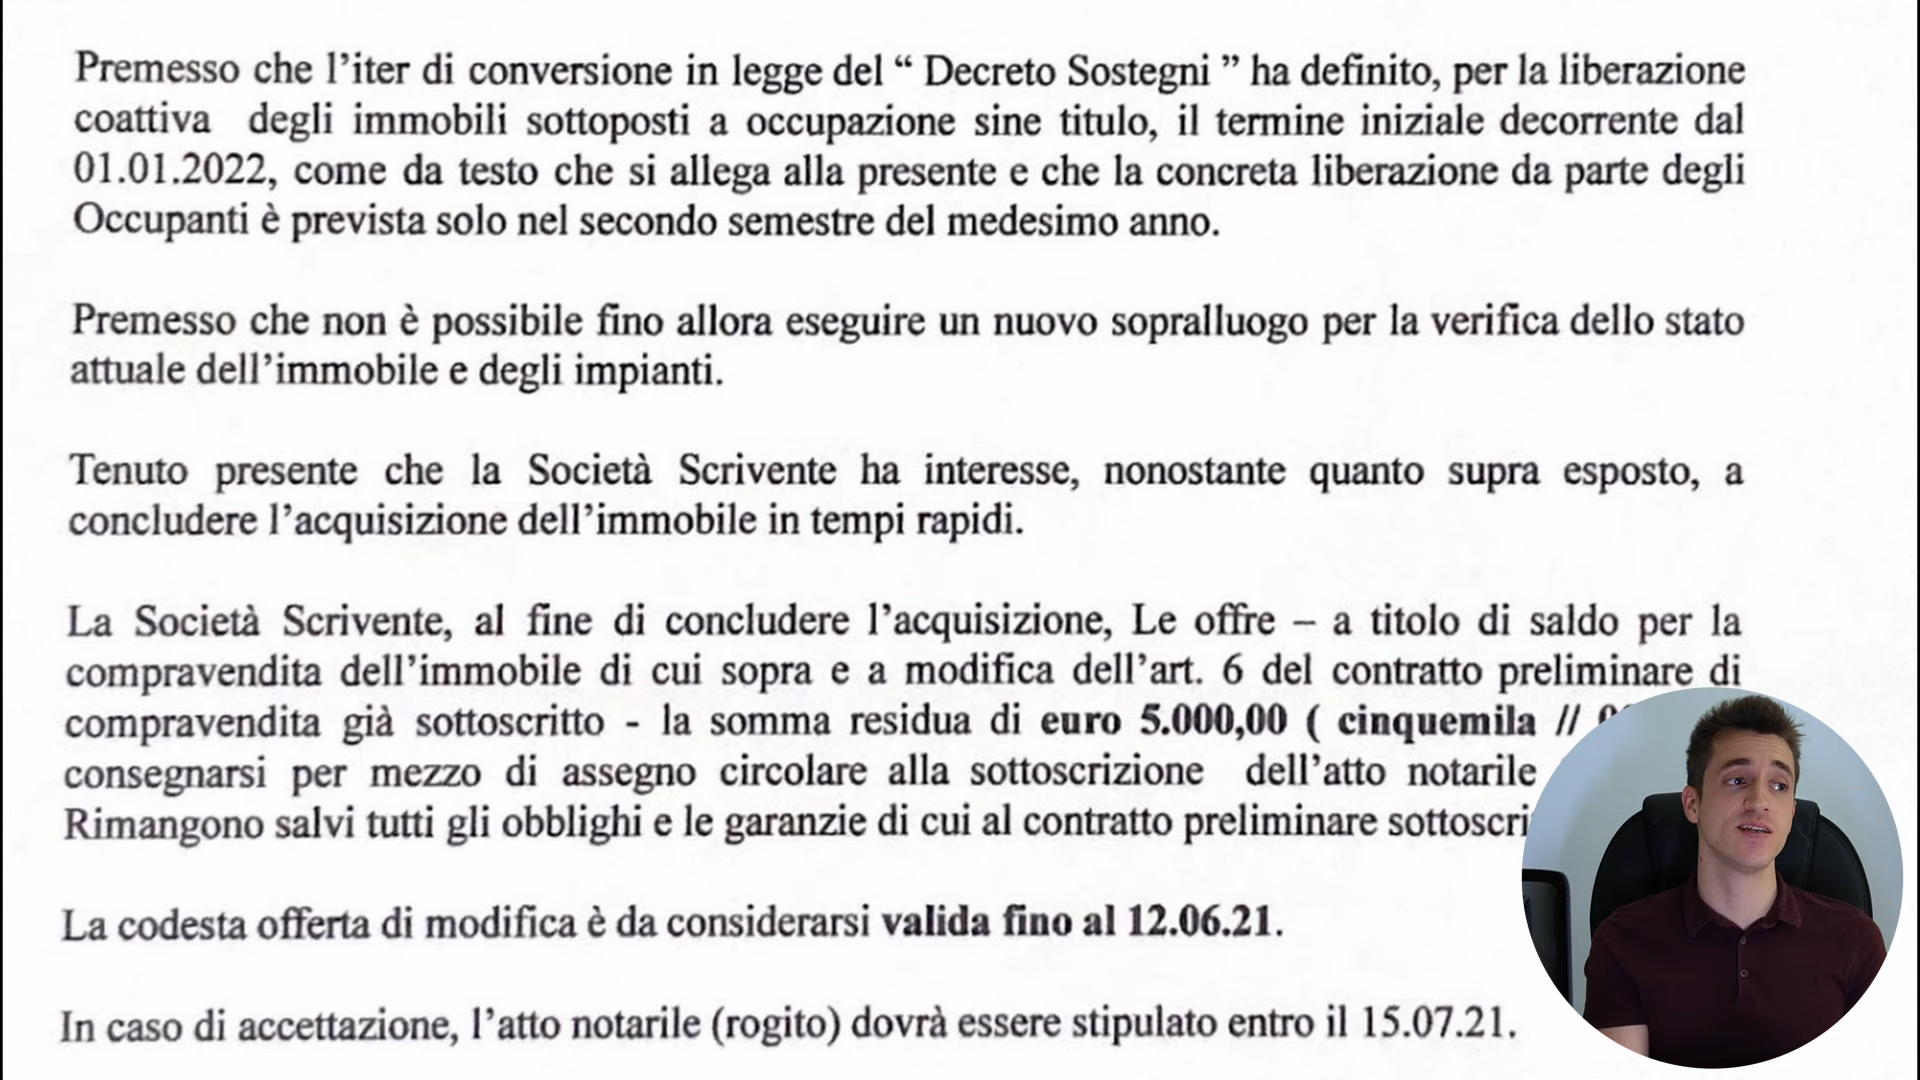 Premesso che l’iter di conversione in legge del “ Decreto Sostegni ” ha definito, per la liberazione
coattiva degli immobili sottoposti a occupazione sine titulo, il termine iniziale decorrente dal
01.01.2022, come da testo che si allega alla presente e che la concreta liberazione da parte degli
Occupanti è prevista solo nel secondo semestre del medesimo anno.
Premesso che non è possibile fino allora eseguire un nuovo sopralluogo per la verifica dello stato
attuale dell’immobile e degli impianti.
Tenuto presente che la Società Scrivente ha interesse, nonostante quanto supra esposto, a
concludere l’acquisizione dell’immobile in tempi rapidi.
La Società Scrivente, al fine di concludere l’acquisizione, Le offre – a titolo di saldo per la
compravendita dell’immobile di cui sopra e a modifica dell’art. 6 del contratto preliminare di
compravendita già sottoscritto - la somma residua di euro 5.000,00 ( cinquemila //
consegnarsi per mezzo di assegno circolare alla sottoscrizione dell’atto notarile
Rimangono salvi tutti gli obblighi e le garanzie di cui al contratto preliminare
La codesta offerta di modifica è da considerarsi valida fino al 12.06.21.
In caso di accettazione, l’atto notarile (rogito) dovrà essere stipulato entro il 15.07.21.